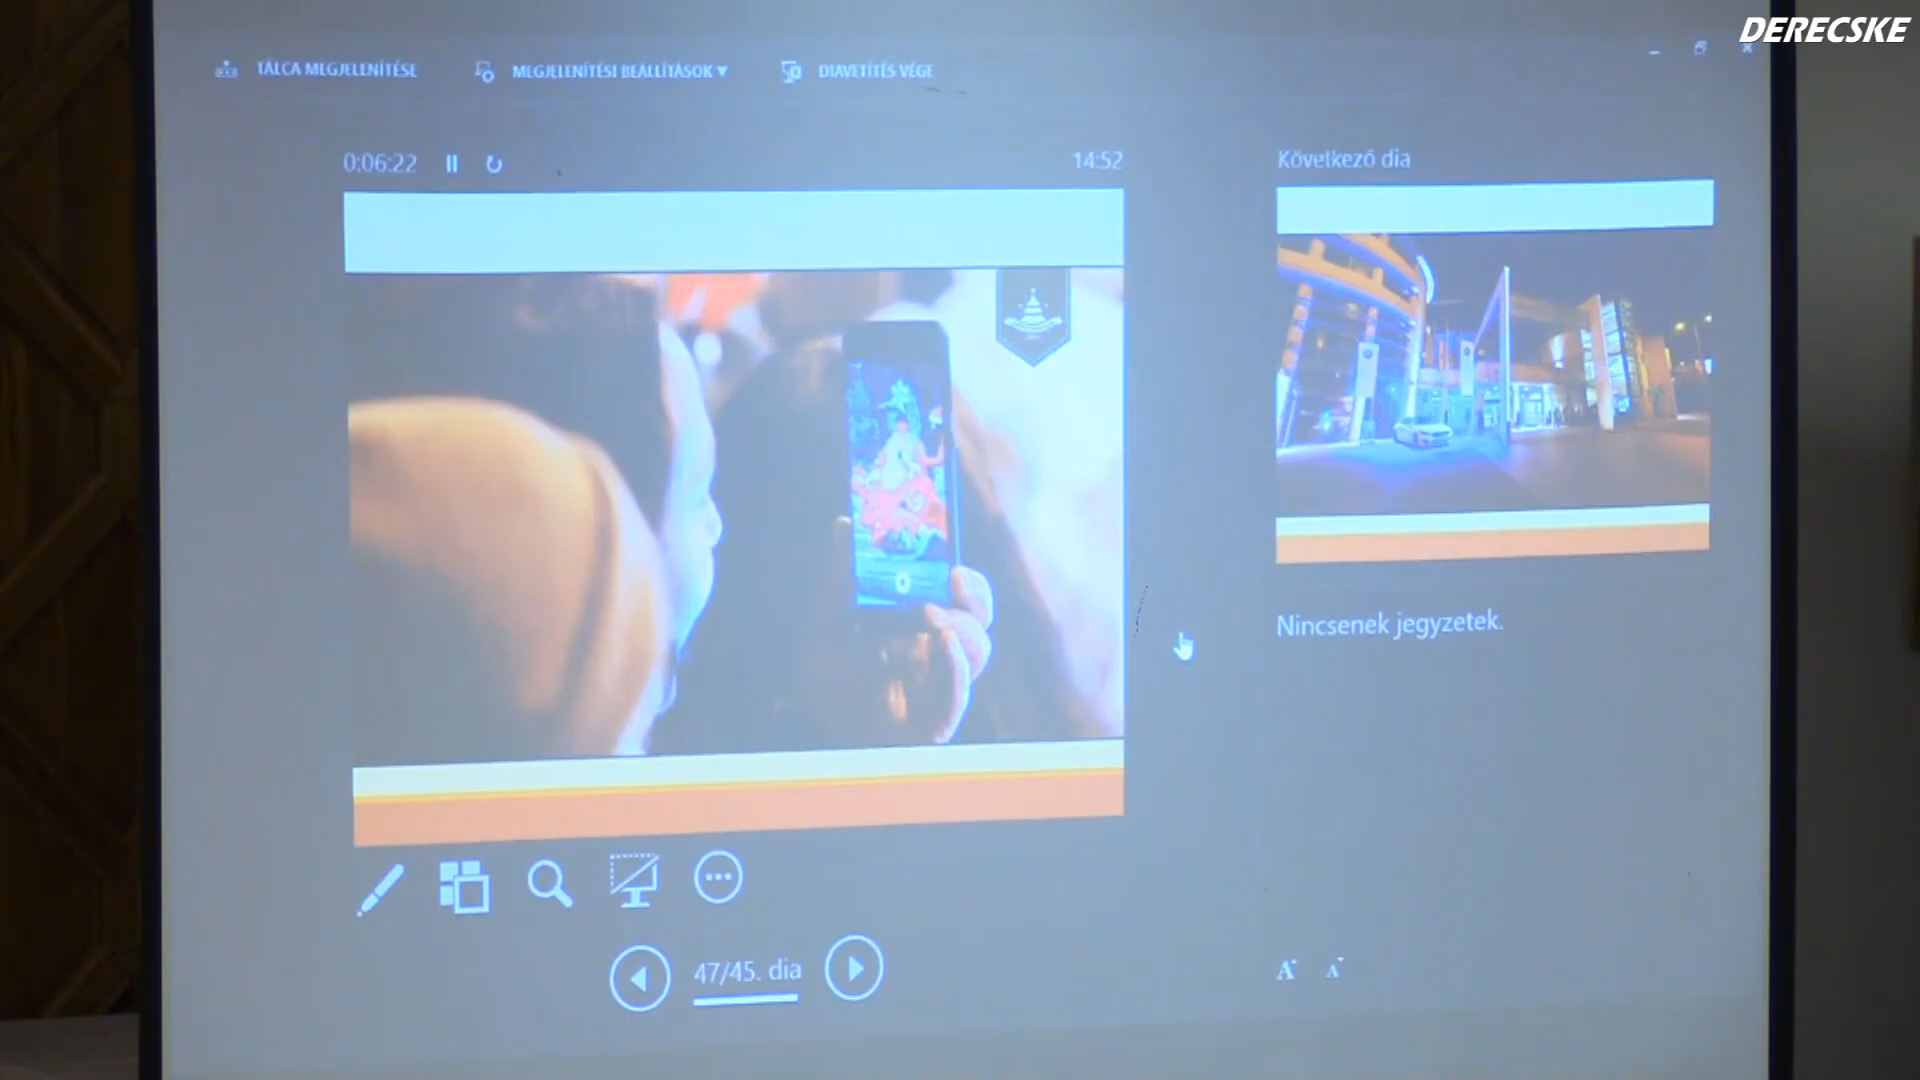 DERECSKE
TÁLCA MEGJELENÍTÉSE
MEGJELENÍTÉSI BEÁLLÍTÁSOK ▼
DIAVETÍTÉS VÉGE
0:06:22
14:52
Következő dia
Nincsenek jegyzetek.
47/45. dia
A A